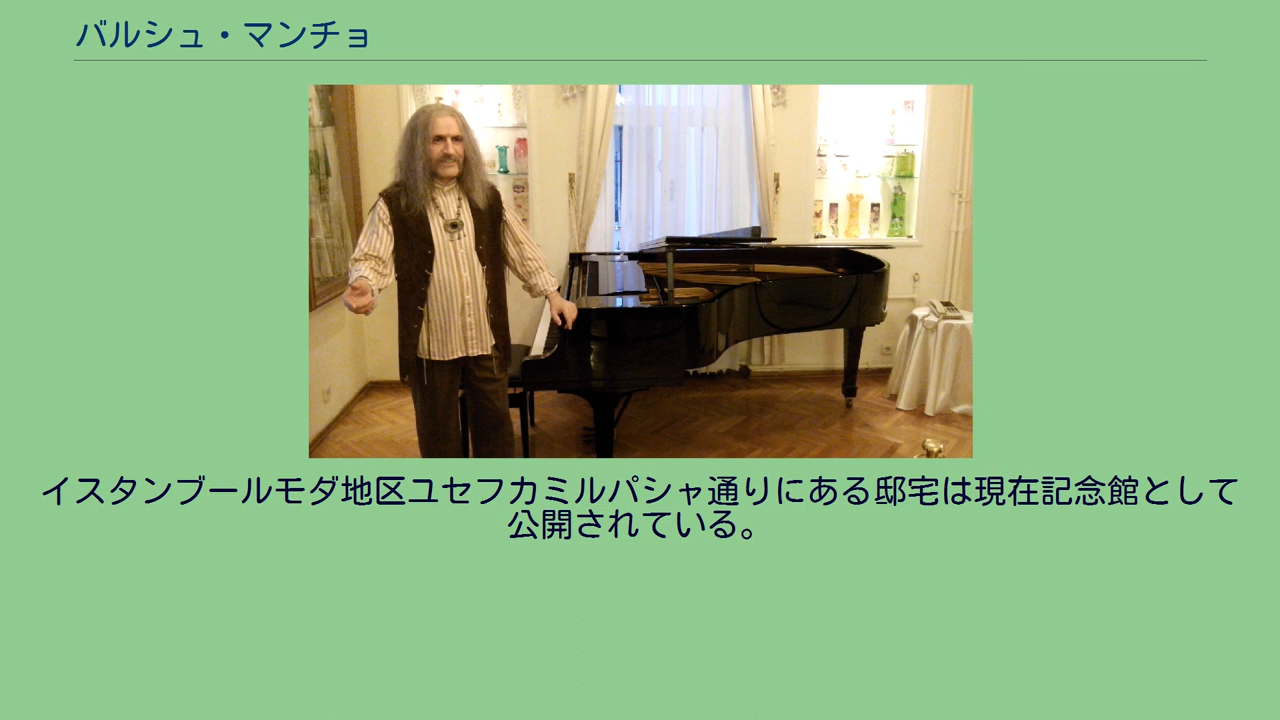 バルシュ・マンチョ
イスタンブールモダ地区ユセフカミルパシャ通りにある邸宅は現在記念館として
公開されている。